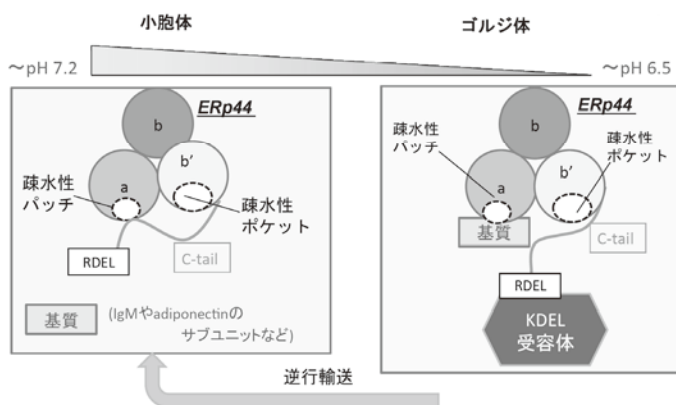 小胞体
ゴルジ体
～pH 7.2
～pH 6.5
ERp44
b
b'
a
疎水性
パッチ
疎水性
ポケット
RDEL
C-tail
基質
(IgMやadiponectinの
サブユニットなど)
ERp44
疎水性
パッチ
疎水性
ポケット
b
b'
a
基質
C-tail
RDEL
KDEL
受容体
逆行輸送